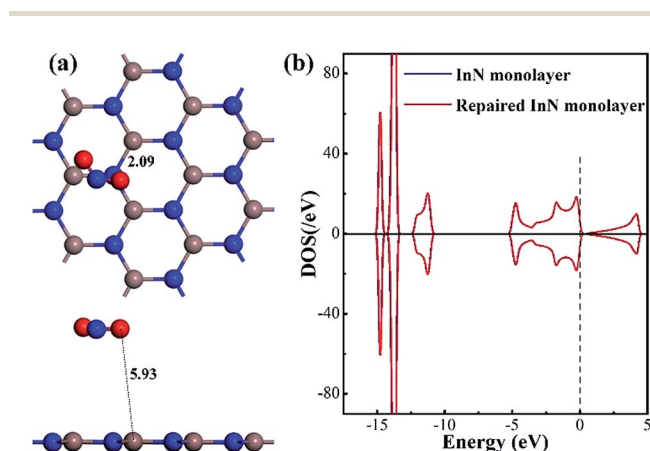 (a)
2.09
5.93
(b)
InN monolayer
Repaired InN monolayer
DOS(/eV)
80
40
0
-40
-80
-15
-10
-5
0
5
Energy (eV)